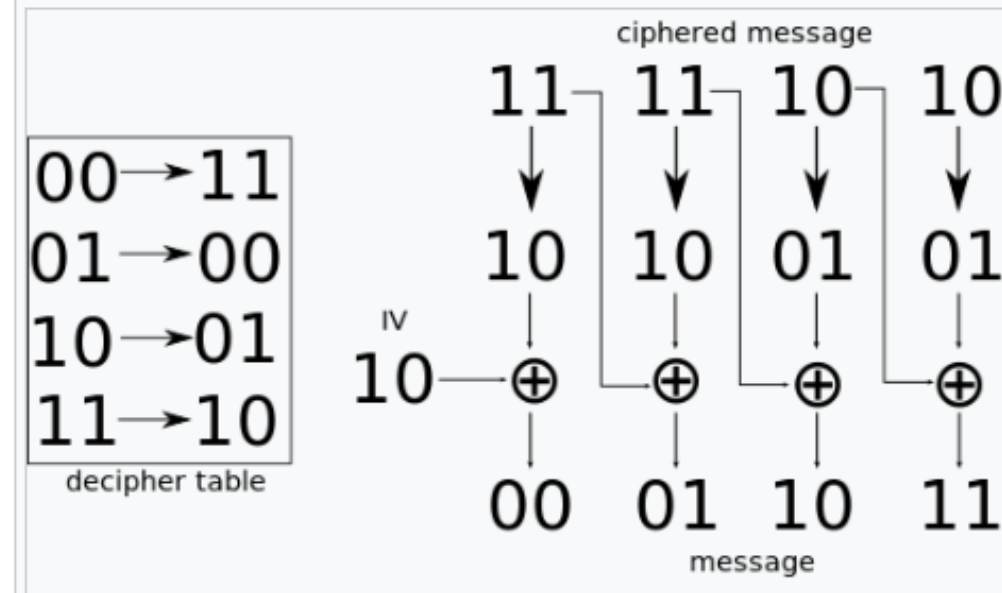 ciphered message
11 11 10 10
00 11
01 00
10 01
11 10
decipher table
10 10 01 01
IV
10
00 01 10 11
message